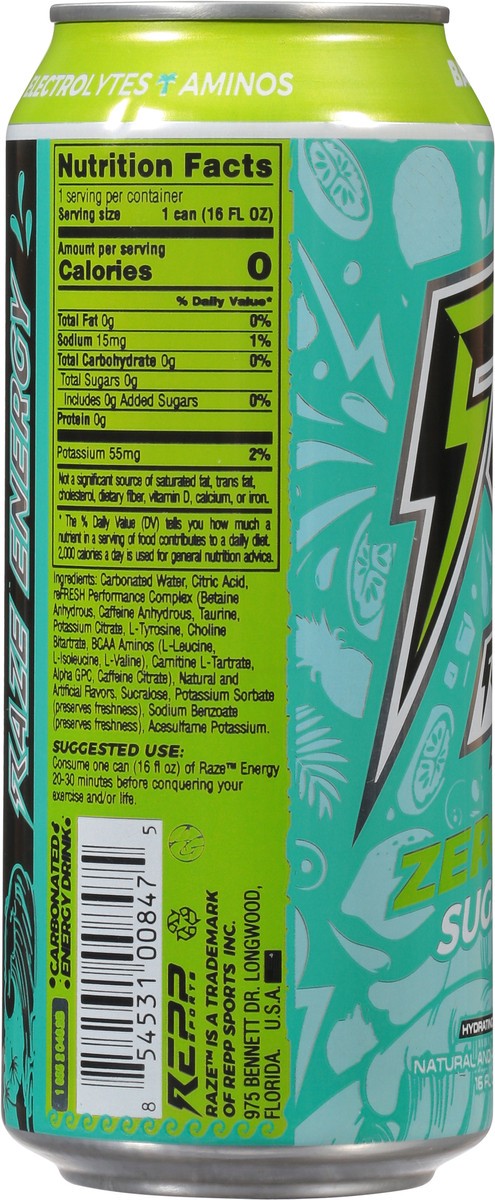 ELECTROLYTES AMINOS
RAZE ENERGY
Nutrition Facts
1 serving per container
Serving size 1 can (16 FL OZ)
Amount per serving
Calories 0
% Daily Value*
Total Fat 0g 0%
Sodium 15mg 1%
Total Carbohydrate 0g 0%
Total Sugars 0g
Includes 0g Added Sugars 0%
Protein 0g
Potassium 55mg 2%
Not a significant source of saturated fat, trans fat,
cholesterol, dietary fiber, vitamin D, calcium, or iron.
* The % Daily Value (DV) tells you how much a
nutrient in a serving of food contributes to a daily diet.
2,000 calories a day is used for general nutrition advice.
Ingredients: Carbonated Water, Citric Acid,
reFRESH Performance Complex (Betaine
Anhydrous, Caffeine Anhydrous, Taurine,
Potassium Citrate, L-Tyrosine, Choline
Bitartrate, BCAA Aminos (L-Leucine,
L-Isoleucine, L-Valine), Carnitine L-Tartrate,
Alpha GPC, Caffeine Citrate), Natural and
Artificial Flavors, Sucralose, Potassium Sorbate
(preserves freshness), Sodium Benzoate
(preserves freshness), Acesulfame Potassium.
SUGGESTED USE:
Consume one can (16 fl oz) of Raze™ Energy
20-30 minutes before conquering your
exercise and/or life.
CARBONATED
ENERGY DRINK
8 54531 00847 5
REPP
SPORTS
RAZE™ IS A TRADEMARK
OF REPP SPORTS INC.
975 BENNETT DR. LONGWOOD,
FLORIDA. U.S.A.
ZER
SUG
HYDRATIN
NATURAL AND
16 FL